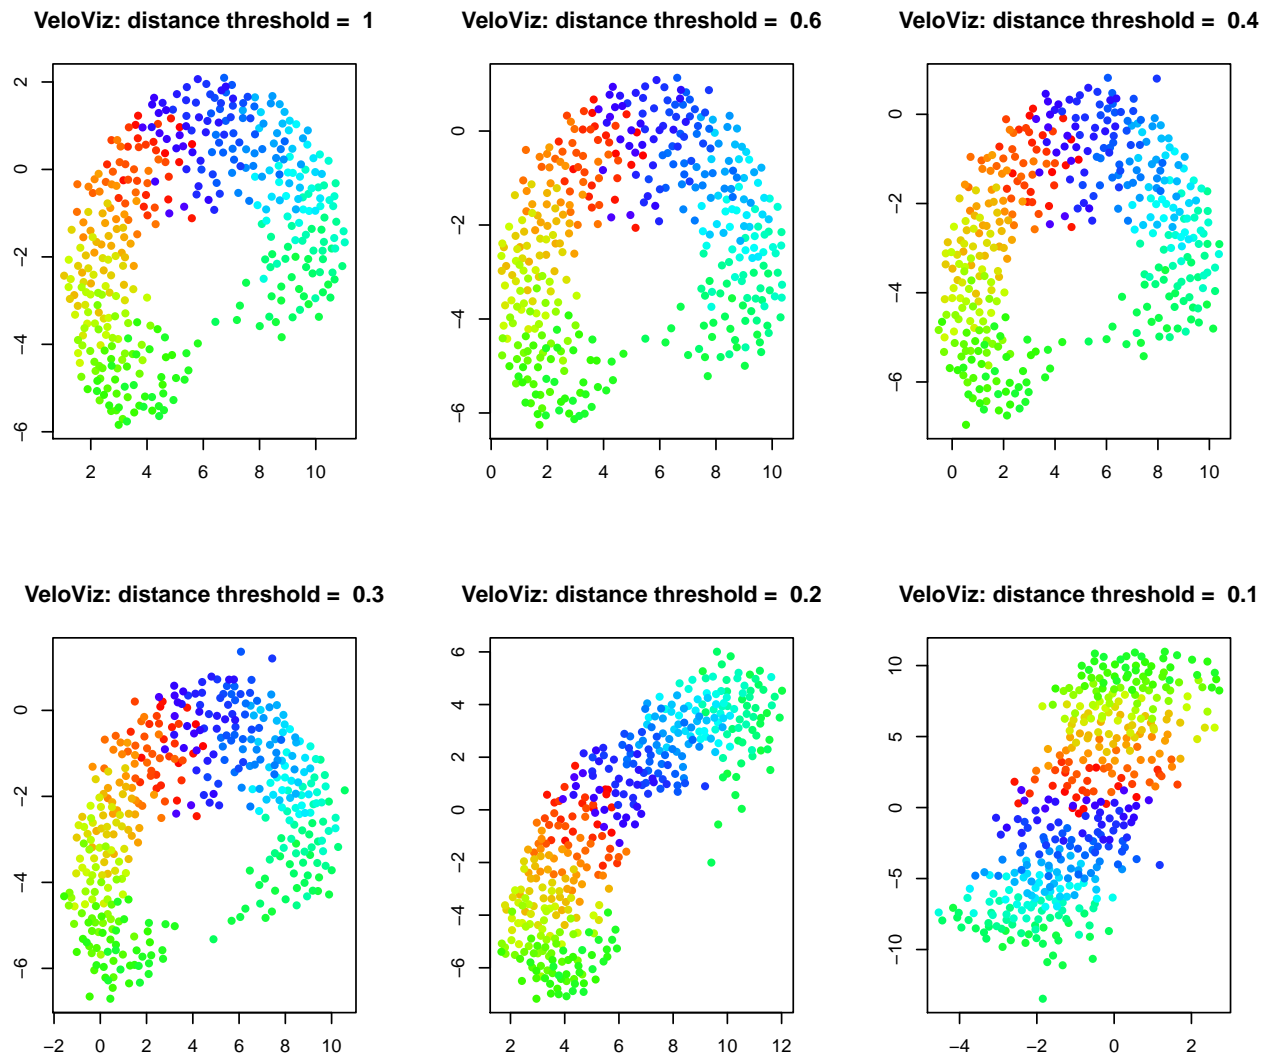 VeloViz: distance threshold = 1
VeloViz: distance threshold = 0.6
VeloViz: distance threshold = 0.4
2
0
−2
−4
−6
2 4 6 8 10
0
−2
−4
−6
0 2 4 6 8 10
0
−2
−4
−6
0 2 4 6 8 10
VeloViz: distance threshold = 0.3
VeloViz: distance threshold = 0.2
VeloViz: distance threshold = 0.1
0
−2
−4
−6
−2 0 2 4 6 8 10
6
4
2
0
−2
−4
−6
2 4 6 8 10 12
10
5
0
−5
−10
−4 −2 0 2